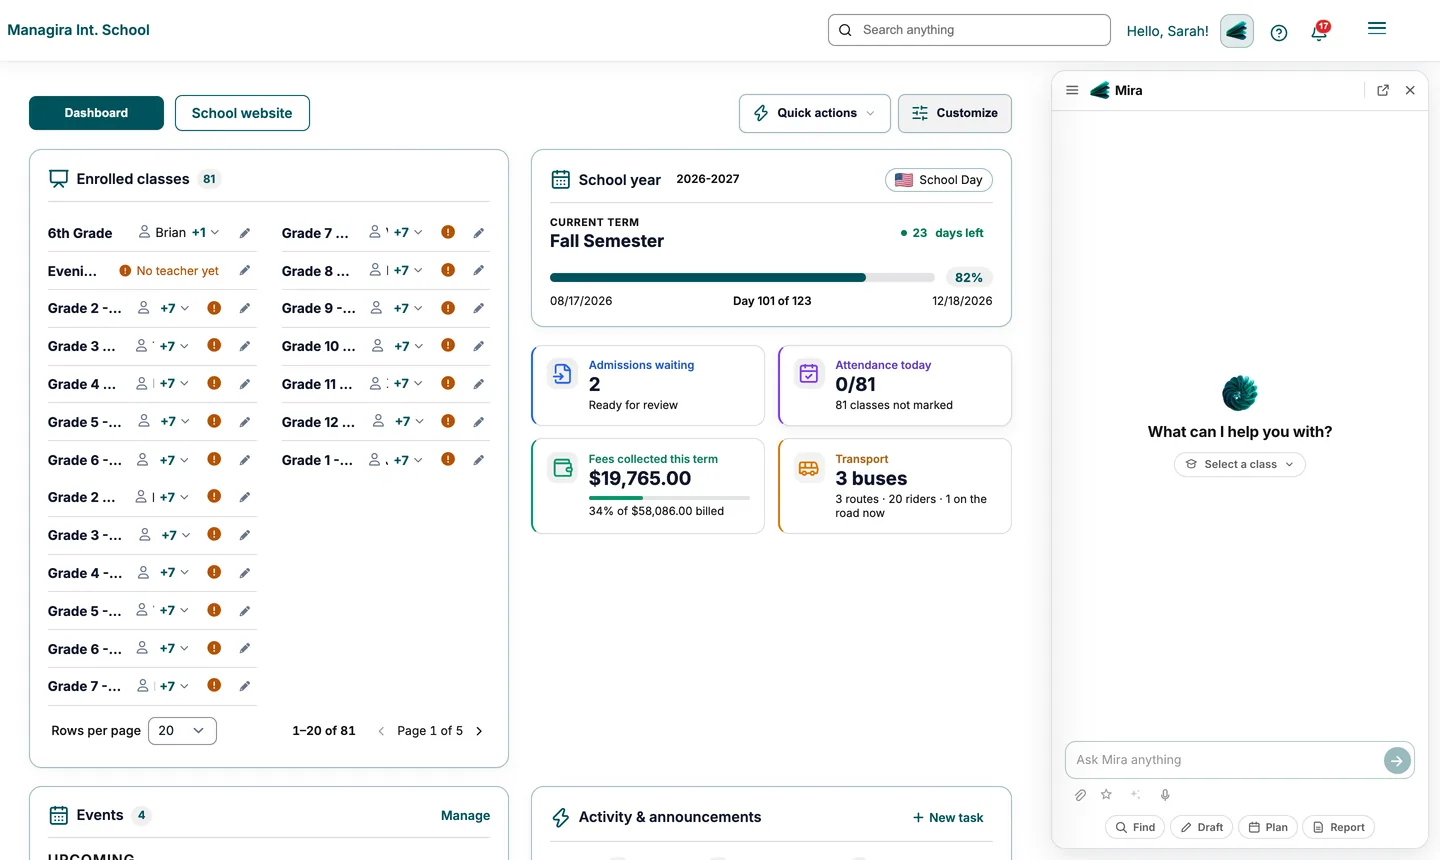 Managira Int. School
Search anything
Hello, Sarah!
17
Dashboard
School website
Quick actions
Customize
Enrolled classes 81
6th Grade Brian +1
Eveni... No teacher yet
Grade 2 -... +7
Grade 3 ... +7
Grade 4 ... +7
Grade 5 -... +7
Grade 6 -... +7
Grade 2 ... +7
Grade 3 -... +7
Grade 4 -... +7
Grade 5 -... +7
Grade 6 -... +7
Grade 7 -... +7
Grade 7 ... +7
Grade 8 ... +7
Grade 9 -... +7
Grade 10 ... +7
Grade 11 ... +7
Grade 12 ... +7
Grade 1 -... +7
Rows per page 20
1–20 of 81
Page 1 of 5
School year 2026-2027
School Day
CURRENT TERM
Fall Semester
23 days left
82%
08/17/2026
Day 101 of 123
12/18/2026
Admissions waiting
2
Ready for review
Attendance today
0/81
81 classes not marked
Fees collected this term
$19,765.00
34% of $58,086.00 billed
Transport
3 buses
3 routes · 20 riders · 1 on the
road now
Events 4
Manage
UPCOMING
Activity & announcements
+ New task
Mira
What can I help you with?
Select a class
Ask Mira anything
Find
Draft
Plan
Report